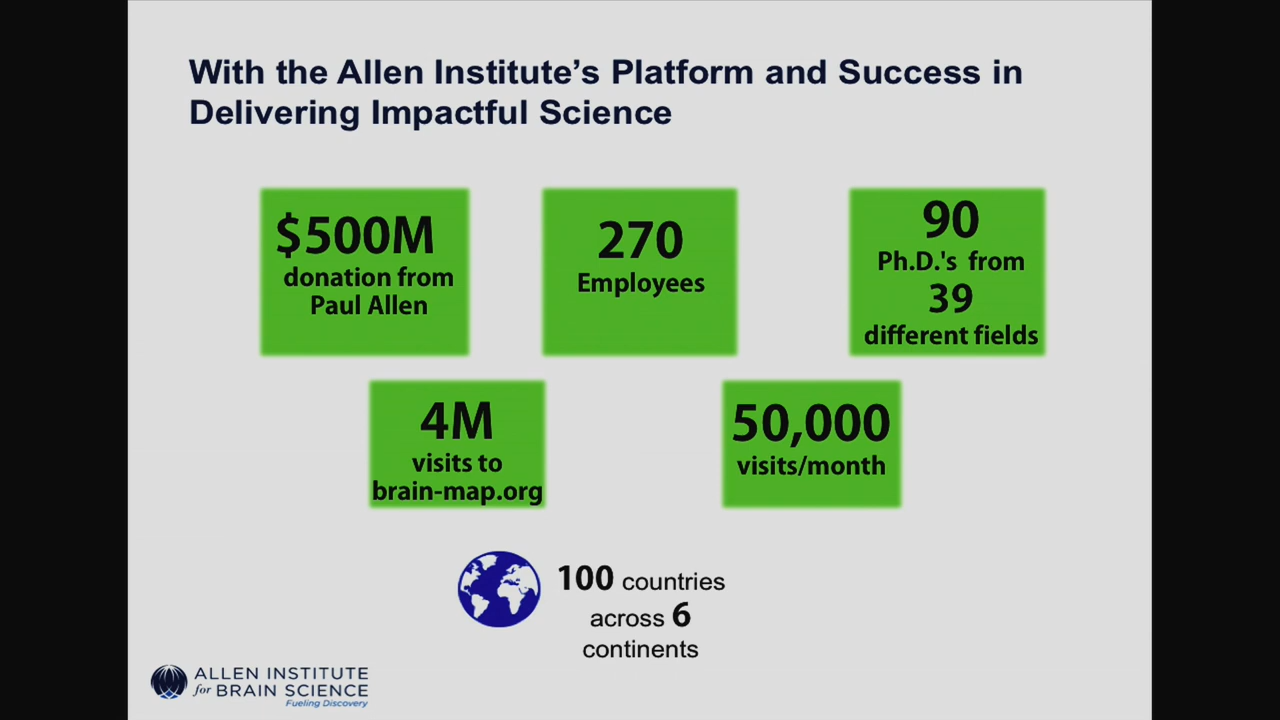 With the Allen Institute’s Platform and Success in
Delivering Impactful Science
$500M
donation from
Paul Allen
270
Employees
90
Ph.D.'s from
39
different fields
4M
visits to
brain-map.org
50,000
visits/month
100 countries
across 6
continents
ALLEN INSTITUTE
for BRAIN SCIENCE
Fueling Discovery